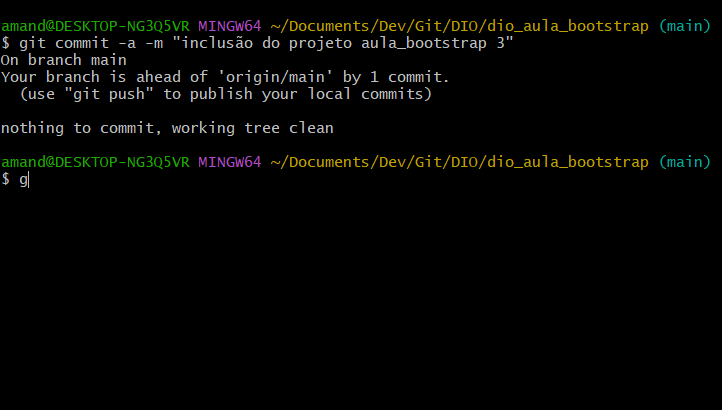 amand@DESKTOP-NG3Q5VR MINGW64 ~/Documents/Dev/Git/DIO/dio_aula_bootstrap (main)
$ git commit -a -m "inclusão do projeto aula_bootstrap 3"
On branch main
Your branch is ahead of 'origin/main' by 1 commit.
  (use "git push" to publish your local commits)

nothing to commit, working tree clean

amand@DESKTOP-NG3Q5VR MINGW64 ~/Documents/Dev/Git/DIO/dio_aula_bootstrap (main)
$ g